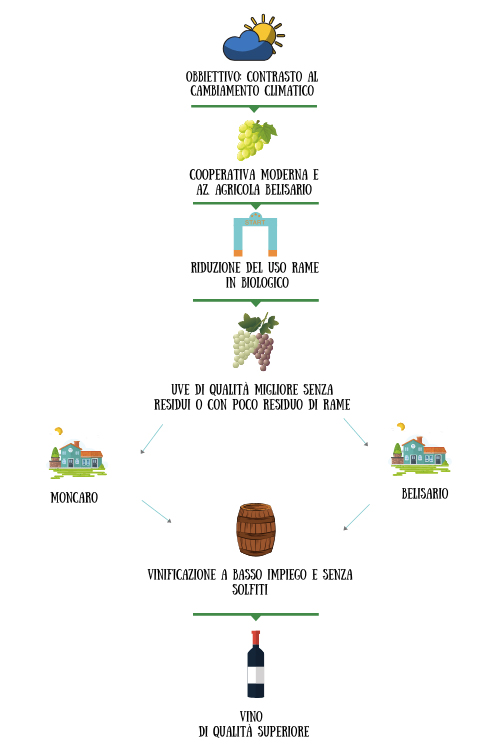 OBBIETTIVO: CONTRASTO AL
CAMBIAMENTO CLIMATICO
COOPERATIVA MODERNA E
AZ. AGRICOLA BELISARIO
START
RIDUZIONE DEL USO RAME
IN BIOLOGICO
UVE DI QUALITÀ MIGLIORE SENZA
RESIDUI O CON POCO RESIDUO DI RAME
MONCARO
BELISARIO
VINIFICAZIONE A BASSO IMPIEGO E SENZA
SOLFITI
VINO
DI QUALITÀ SUPERIORE